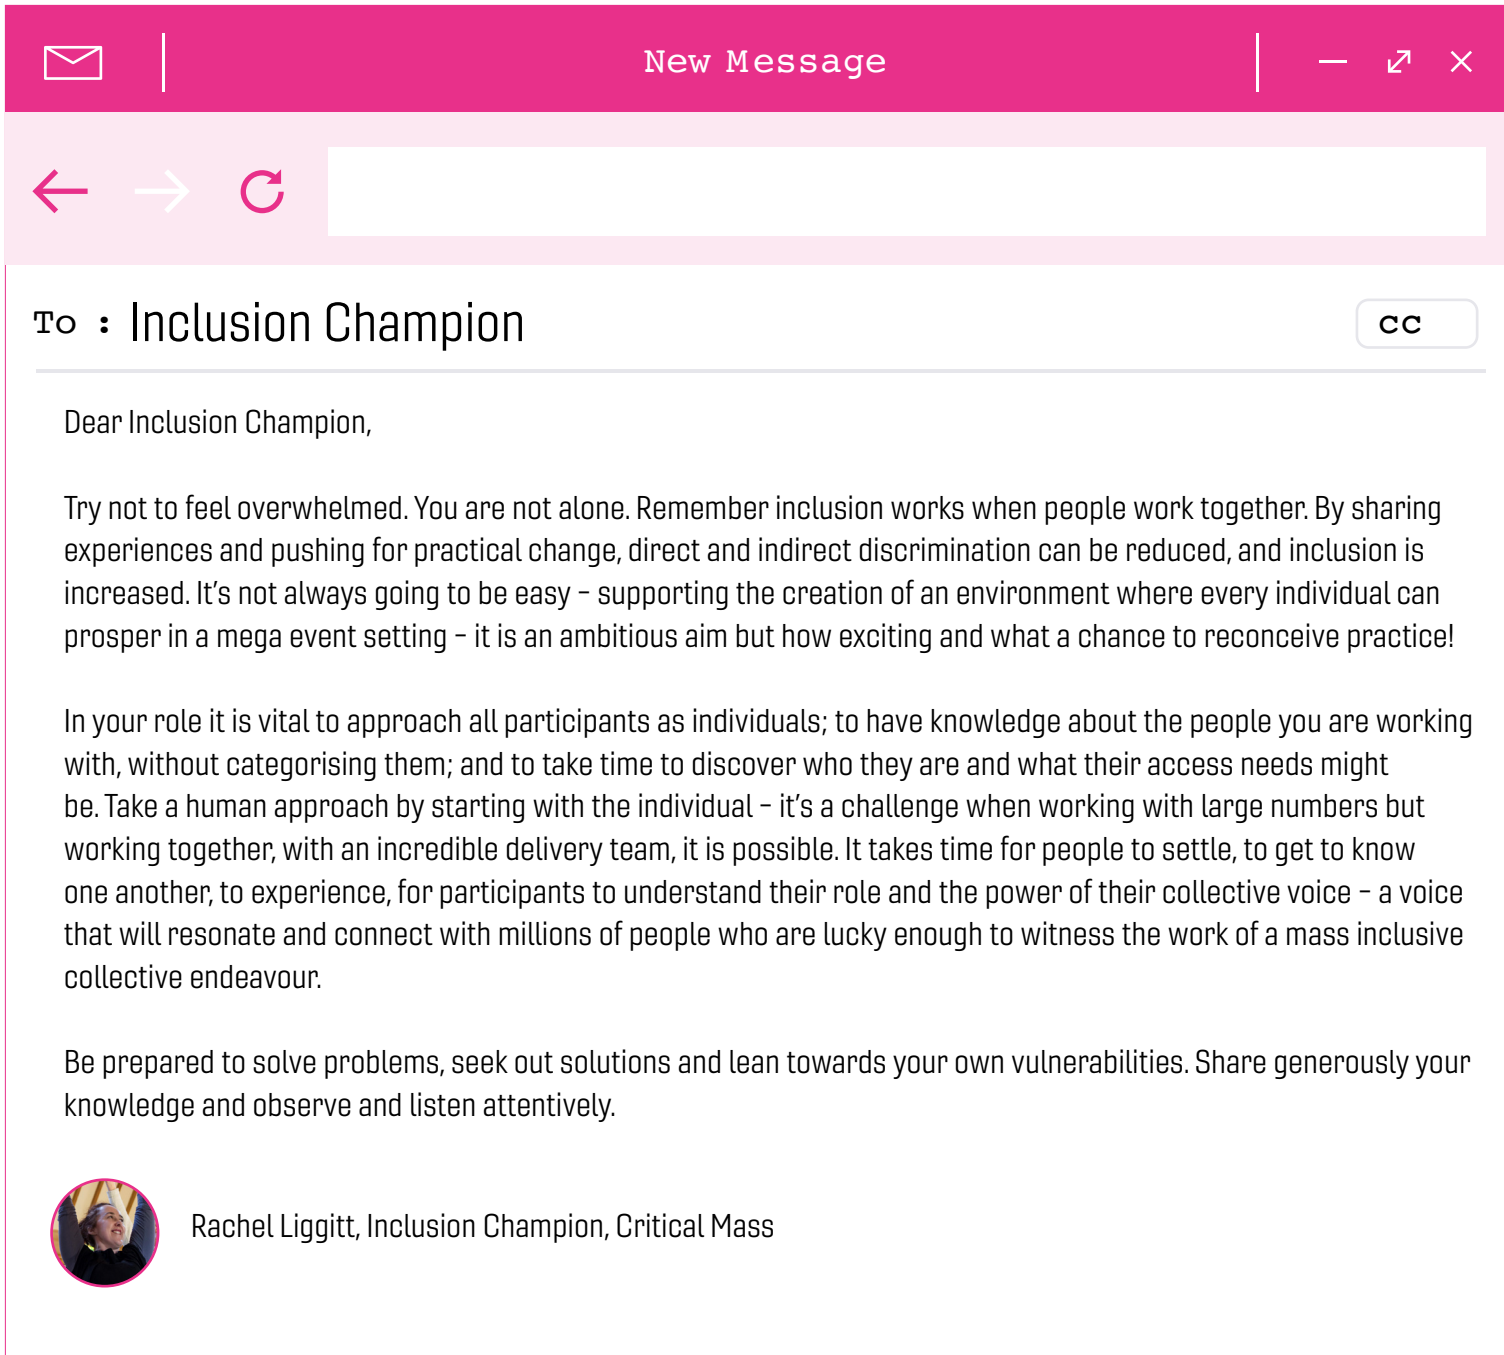 New Message
To : Inclusion Champion
CC
Dear Inclusion Champion,
Try not to feel overwhelmed. You are not alone. Remember inclusion works when people work together. By sharing
experiences and pushing for practical change, direct and indirect discrimination can be reduced, and inclusion is
increased. It’s not always going to be easy – supporting the creation of an environment where every individual can
prosper in a mega event setting – it is an ambitious aim but how exciting and what a chance to reconceive practice!
In your role it is vital to approach all participants as individuals; to have knowledge about the people you are working
with, without categorising them; and to take time to discover who they are and what their access needs might
be. Take a human approach by starting with the individual – it’s a challenge when working with large numbers but
working together, with an incredible delivery team, it is possible. It takes time for people to settle, to get to know
one another, to experience, for participants to understand their role and the power of their collective voice – a voice
that will resonate and connect with millions of people who are lucky enough to witness the work of a mass inclusive
collective endeavour.
Be prepared to solve problems, seek out solutions and lean towards your own vulnerabilities. Share generously your
knowledge and observe and listen attentively.
Rachel Liggitt, Inclusion Champion, Critical Mass